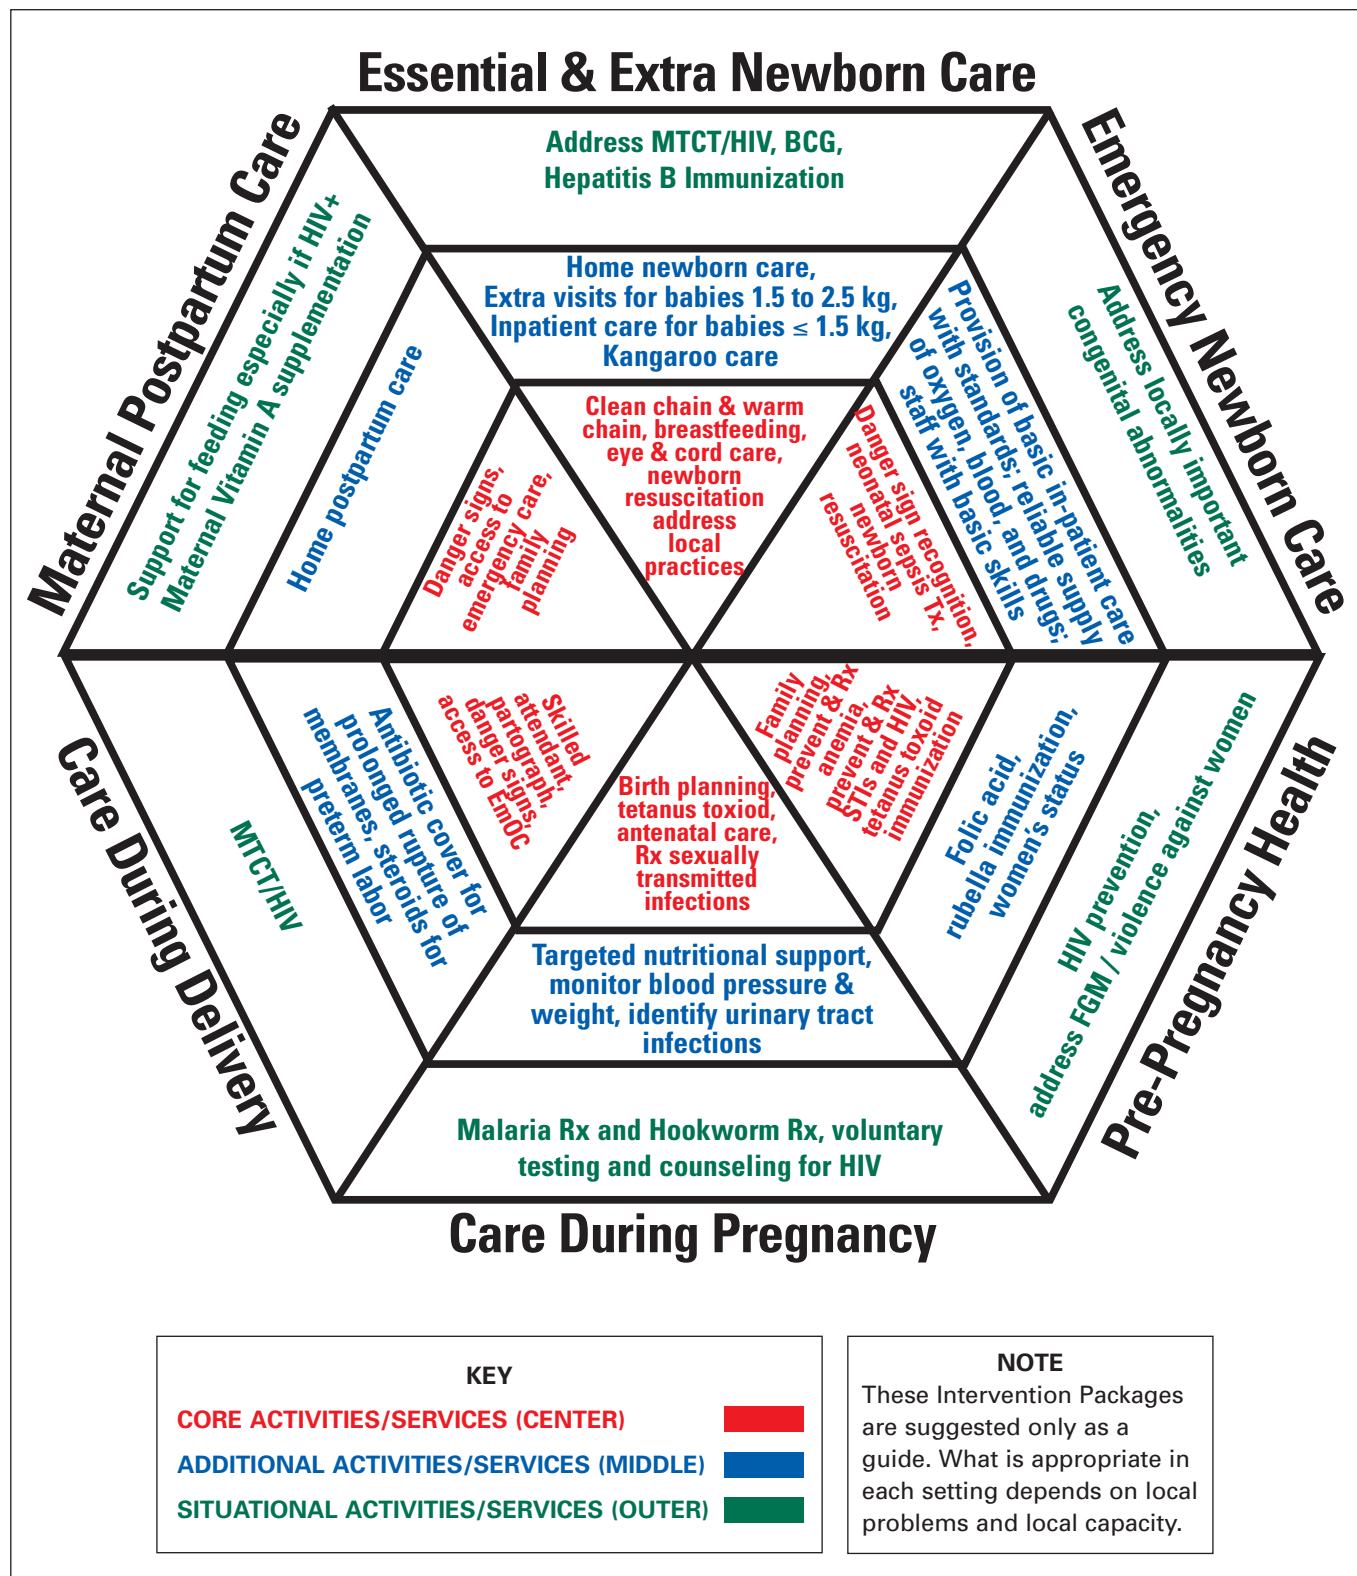 Essential & Extra Newborn Care
Address MTCT/HIV, BCG,
Hepatitis B Immunization
Home newborn care,
Extra visits for babies 1.5 to 2.5 kg,
Inpatient care for babies ≤ 1.5 kg,
Kangaroo care
Clean chain & warm
chain, breastfeeding,
eye & cord care,
newborn
resuscitation
address
local
practices
Emergency Newborn Care
Address locally important
congenital abnormalities
Provision of basic in-patient care
with standards; reliable supply
of oxygen, blood, and drugs;
staff with basic skills
Danger sign recognition,
neonatal sepsis Tx,
newborn
resuscitation
Pre-Pregnancy Health
HIV prevention,
address FGM / violence against women
Folic acid,
rubella immunization,
women's status
Family
planning,
prevent & Rx
anemia,
prevent & Rx
STIs and HIV,
tetanus toxoid
immunization
Care During Pregnancy
Birth planning,
tetanus toxiod,
antenatal care,
Rx sexually
transmitted
infections
Targeted nutritional support,
monitor blood pressure &
weight, identify urinary tract
infections
Malaria Rx and Hookworm Rx, voluntary
testing and counseling for HIV
Care During Delivery
MTCT/HIV
Antibiotic cover for
prolonged rupture of
membranes, steroids for
preterm labor
Skilled
attendant,
partograph,
danger signs,
access to EmOC
Maternal Postpartum Care
Support for feeding especially if HIV+
Maternal Vitamin A supplementation
Home postpartum care
Danger signs,
access to
emergency care,
family
planning
KEY
CORE ACTIVITIES/SERVICES (CENTER)
ADDITIONAL ACTIVITIES/SERVICES (MIDDLE)
SITUATIONAL ACTIVITIES/SERVICES (OUTER)
NOTE
These Intervention Packages
are suggested only as a
guide. What is appropriate in
each setting depends on local
problems and local capacity.